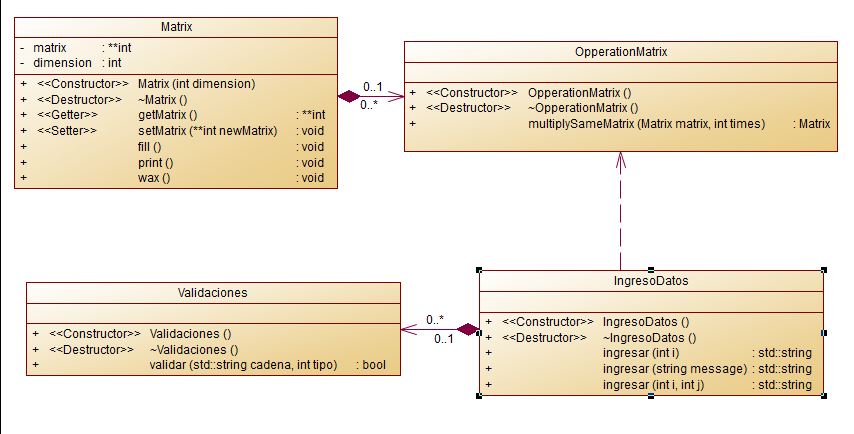 Matrix
- matrix : **int
- dimension : int
+ <<Constructor>> Matrix (int dimension)
+ <<Destructor>> ~Matrix ()
+ <<Getter>> getMatrix () : **int
+ <<Setter>> setMatrix (**int newMatrix) : void
+ fill () : void
+ print () : void
+ wax () : void
0..1
0..*
OpperationMatrix
+ <<Constructor>> OpperationMatrix ()
+ <<Destructor>> ~OpperationMatrix ()
+ multiplySameMatrix (Matrix matrix, int times) : Matrix
Validaciones
+ <<Constructor>> Validaciones ()
+ <<Destructor>> ~Validaciones ()
+ validar (std::string cadena, int tipo) : bool
0..*
0..1
IngresoDatos
+ <<Constructor>> IngresoDatos ()
+ <<Destructor>> ~IngresoDatos ()
+ ingresar (int i) : std::string
+ ingresar (string message) : std::string
+ ingresar (int i, int j) : std::string